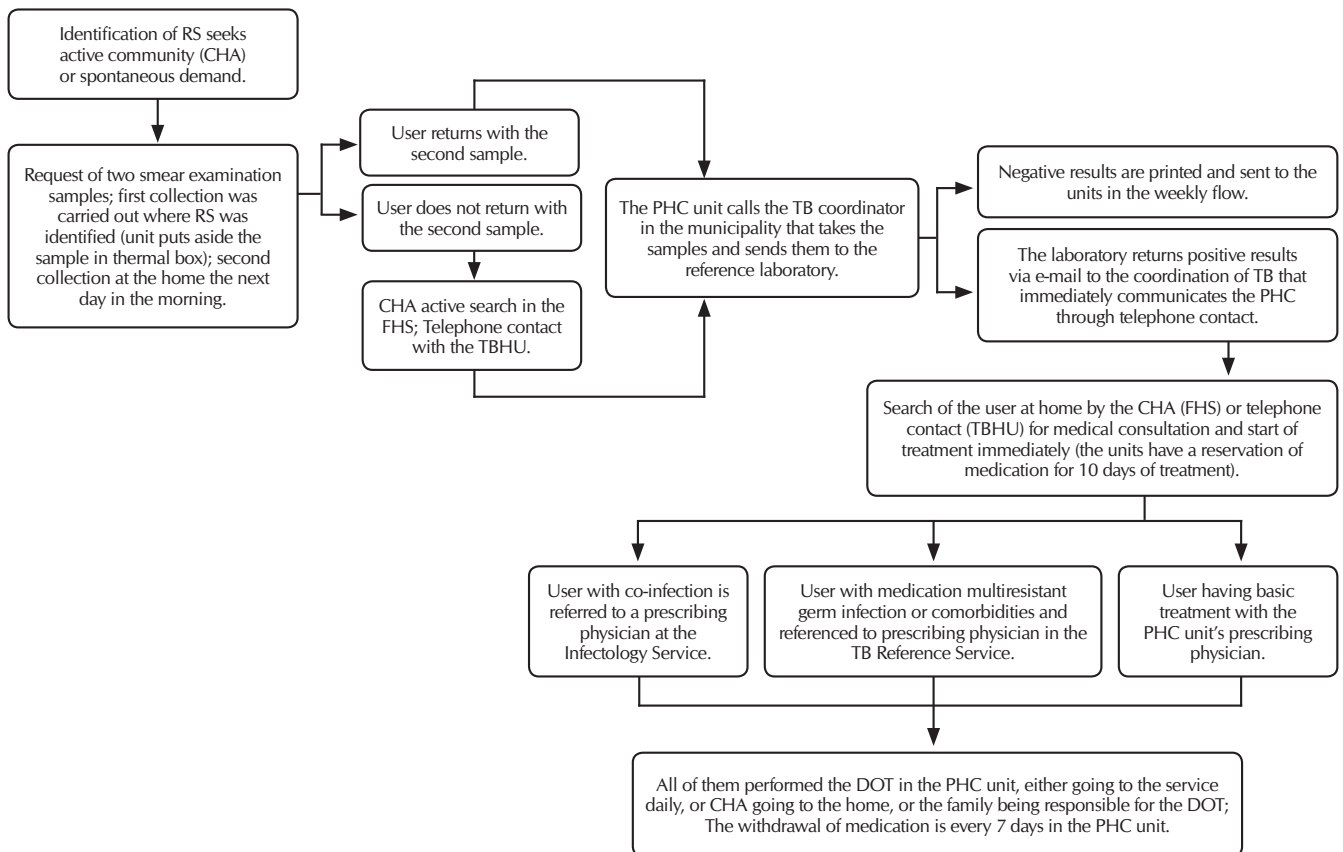 Identification of RS seeks
active community (CHA)
or spontaneous demand.
Request of two smear examination
samples; first collection was
carried out where RS was
identified (unit puts aside the
sample in thermal box); second
collection at the home the next
day in the morning.
User returns with the
second sample.
User does not return with
the second sample.
CHA active search in the
FHS; Telephone contact
with the TBHU.
The PHC unit calls the TB coordinator
in the municipality that takes the
samples and sends them to the
reference laboratory.
Negative results are printed and sent to the
units in the weekly flow.
The laboratory returns positive results
via e-mail to the coordination of TB that
immediately communicates the PHC
through telephone contact.
Search of the user at home by the CHA (FHS) or telephone
contact (TBHU) for medical consultation and start of
treatment immediately (the units have a reservation of
medication for 10 days of treatment).
User with co-infection is
referred to a prescribing
physician at the
Infectology Service.
User with medication multiresistant
germ infection or comorbidities and
referenced to prescribing physician in the
TB Reference Service.
User having basic
treatment with the
PHC unit's prescribing
physician.
All of them performed the DOT in the PHC unit, either going to the service
daily, or CHA going to the home, or the family being responsible for the DOT;
The withdrawal of medication is every 7 days in the PHC unit.